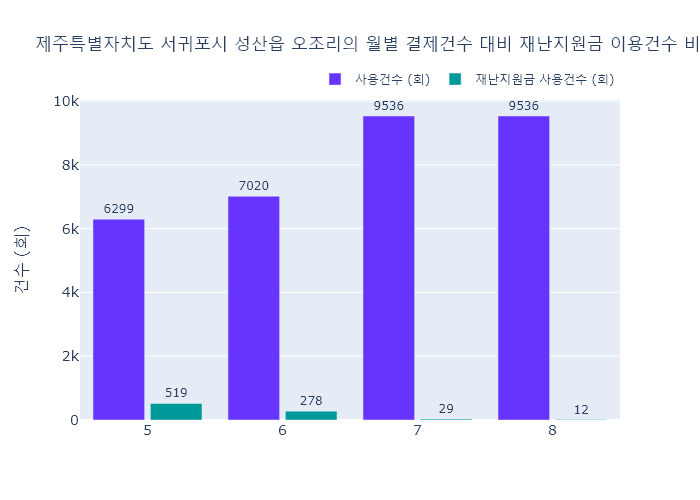 제주특별자치도 서귀포시 성산읍 오조리의 월별 결제건수 대비 재난지원금 이용건수 비
사용건수 (회) 재난지원금 사용건수 (회)
10k
8k
6k
4k
2k
0
건수 (회)
6299
519
7020
278
9536
29
9536
12
5 6 7 8